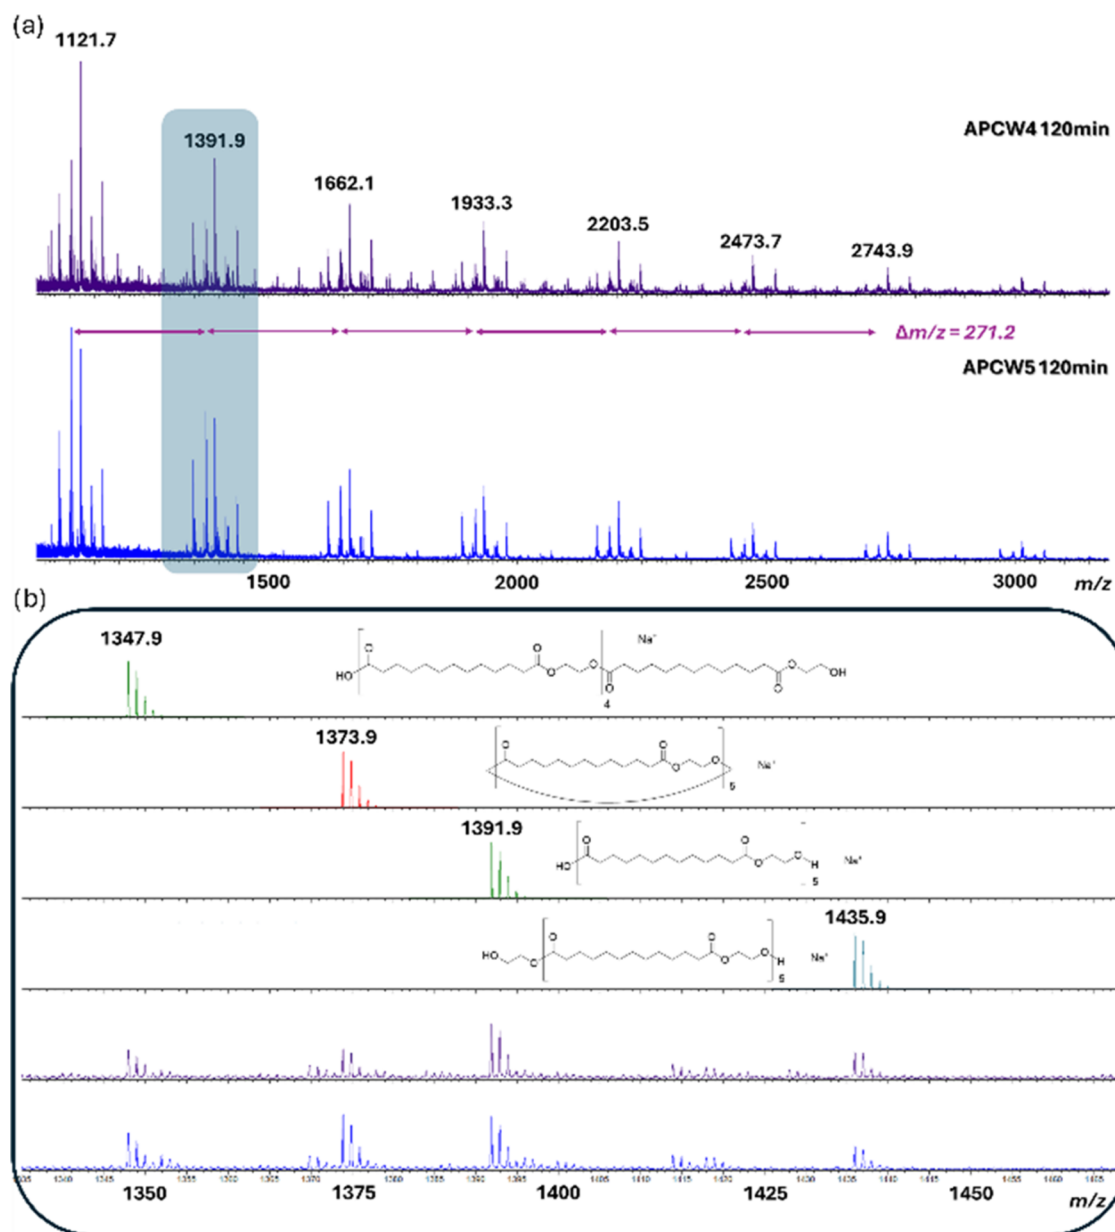 (a)
1121.7
APCW4 120min
1391.9
1662.1
1933.3
2203.5
2473.7
2743.9
Δm/z = 271.2
APCW5 120min
1500
2000
2500
3000
m/z
(b)
1347.9
O
O
Na⁺
HO
O
O
O
O
O
OH
4
1373.9
O
O
O
O
Na⁺
5
1391.9
O
O
O
HO
O
H
Na⁺
5
1435.9
O
O
HO
O
O
O
H
Na⁺
5
1350
1375
1400
1425
1450
m/z